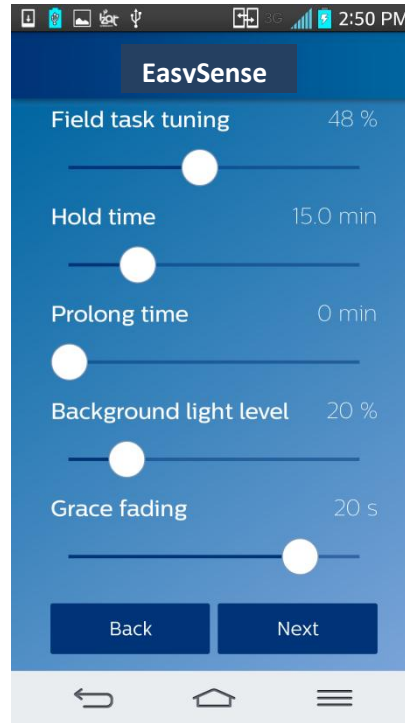 3G 2:50 PM
EasySense
Field task tuning 48 %
Hold time 15.0 min
Prolong time 0 min
Background light level 20 %
Grace fading 20 s
Back Next